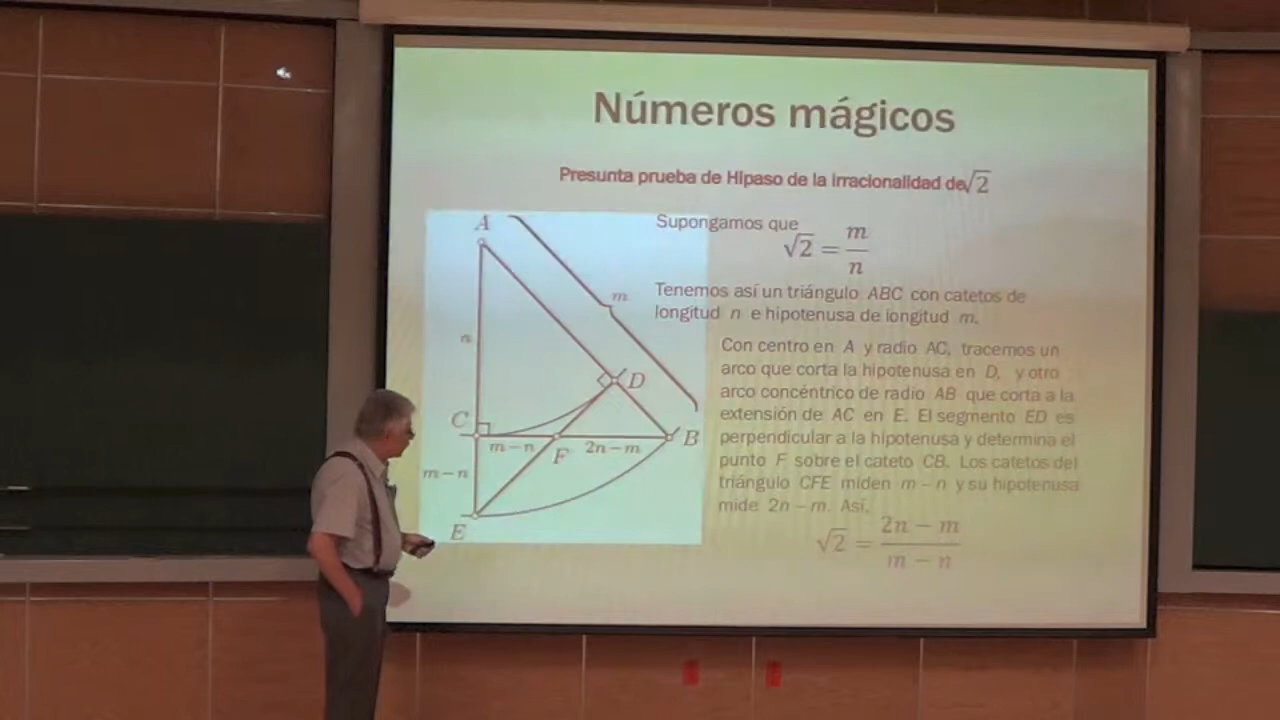 Números mágicos
Presunta prueba de Hipaso de la irracionalidad de √2
Supongamos que
√2 = m/n
Tenemos así un triángulo ABC con catetos de
longitud n e hipotenusa de longitud m.
Con centro en A y radio AC, tracemos un
arco que corta la hipotenusa en D, y otro
arco concéntrico de radio AB que corta a la
extensión de AC en E. El segmento ED es
perpendicular a la hipotenusa y determina el
punto F sobre el cateto CB. Los catetos del
triángulo CFE miden m − n y su hipotenusa
mide 2n − m. Así,
√2 = (2n − m)/(m − n)
A
m
n
D
C
B
m−n
F
2n−m
m−n
E